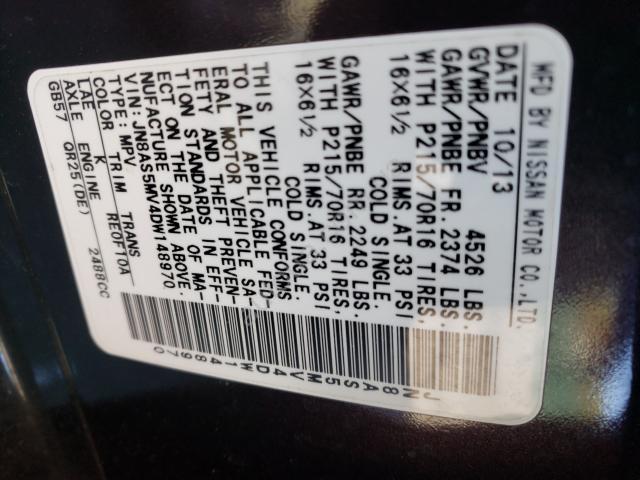 MFD BY NISSAN MOTOR CO.,LTD.
DATE 10/13
GVWR/PNBV 4526 LBS.
GAWR/PNBE FR. 2374 LBS.
WITH P215/70R16 TIRES,
16X6½ RIMS.AT 33 PSI
COLD SINGLE.
GAWR/PNBE RR. 2249 LBS.
WITH P215/70R16 TIRES,
16X6½ RIMS.AT 33 PSI
COLD SINGLE.
THIS VEHICLE CONFORMS
TO ALL APPLICABLE FED-
ERAL MOTOR VEHICLE SA-
FETY AND THEFT PREVEN-
TION STANDARDS IN EFF-
ECT ON THE DATE OF MA-
NUFACTURE SHOWN ABOVE.
VIN:JN8AS5MV4DW148970
TYPE: MPV
COLOR TRIM TRANS
K RE0F10A
AXLE ENGINE
LAE QR25(DE) 2488CC
GB57
JN8AS5MV4DW148970